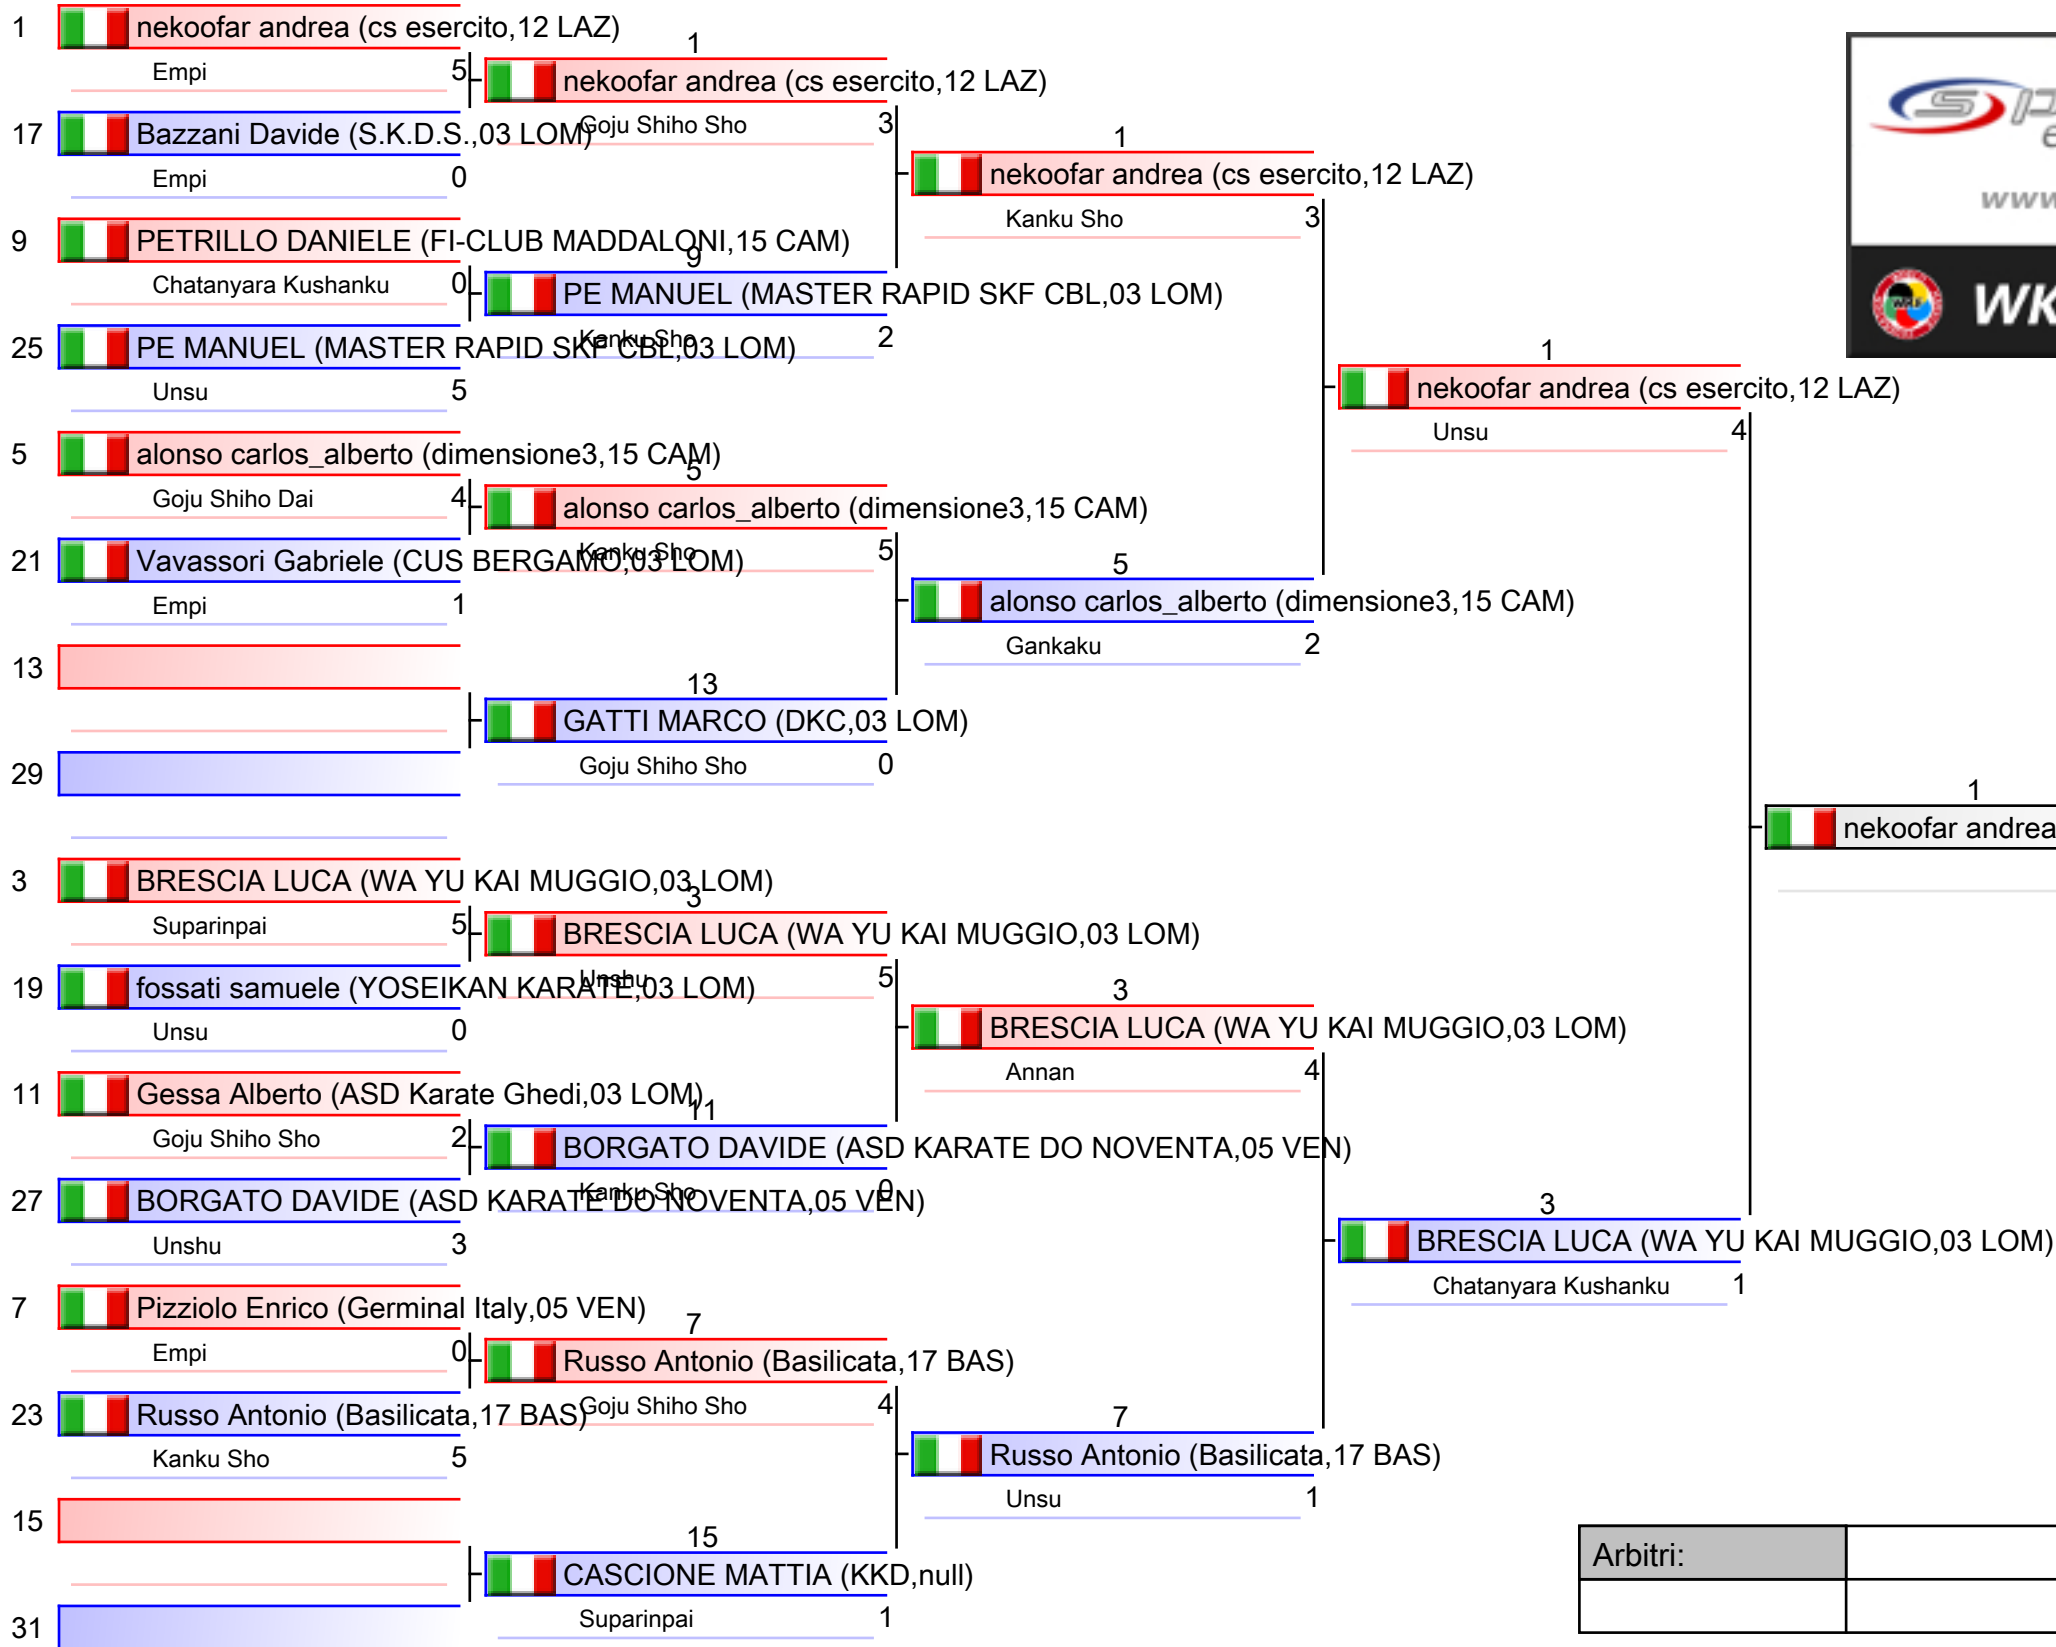 1 nekoofar andrea (cs esercito,12 LAZ)
Empi 5
17 Bazzani Davide (S.K.D.S.,03 LOM)
Empi 0
9 PETRILLO DANIELE (FI-CLUB MADDALONI,15 CAM)
Chatanyara Kushanku 0
25 PE MANUEL (MASTER RAPID SKF CBL,03 LOM)
Unsu 5
5 alonso carlos_alberto (dimensione3,15 CAM)
Goju Shiho Dai 4
21 Vavassori Gabriele (CUS BERGAMO,03 LOM)
Empi 1
13
29
3 BRESCIA LUCA (WA YU KAI MUGGIO,03 LOM)
Suparinpai 5
19 fossati samuele (YOSEIKAN KARATE,03 LOM)
Unsu 0
11 Gessa Alberto (ASD Karate Ghedi,03 LOM)
Goju Shiho Sho 2
27 BORGATO DAVIDE (ASD KARATE DO NOVENTA,05 VEN)
Unshu 3
7 Pizziolo Enrico (Germinal Italy,05 VEN)
Empi 0
23 Russo Antonio (Basilicata,17 BAS)
Kanku Sho 5
15
31
1
nekoofar andrea (cs esercito,12 LAZ)
Goju Shiho Sho 3
9
PE MANUEL (MASTER RAPID SKF CBL,03 LOM)
Kanku Sho 2
5
alonso carlos_alberto (dimensione3,15 CAM)
Kanku Sho 5
13
GATTI MARCO (DKC,03 LOM)
Goju Shiho Sho 0
3
BRESCIA LUCA (WA YU KAI MUGGIO,03 LOM)
Unshu 5
11
BORGATO DAVIDE (ASD KARATE DO NOVENTA,05 VEN)
Kanku Sho 0
7
Russo Antonio (Basilicata,17 BAS)
Goju Shiho Sho 4
15
CASCIONE MATTIA (KKD,null)
Suparinpai 1
1
nekoofar andrea (cs esercito,12 LAZ)
Kanku Sho 3
5
alonso carlos_alberto (dimensione3,15 CAM)
Gankaku 2
3
BRESCIA LUCA (WA YU KAI MUGGIO,03 LOM)
Annan 4
7
Russo Antonio (Basilicata,17 BAS)
Unsu 1
1
nekoofar andrea (cs esercito,12 LAZ)
Unsu 4
3
BRESCIA LUCA (WA YU KAI MUGGIO,03 LOM)
Chatanyara Kushanku 1
1
nekoofar andrea
www
WK
Arbitri: